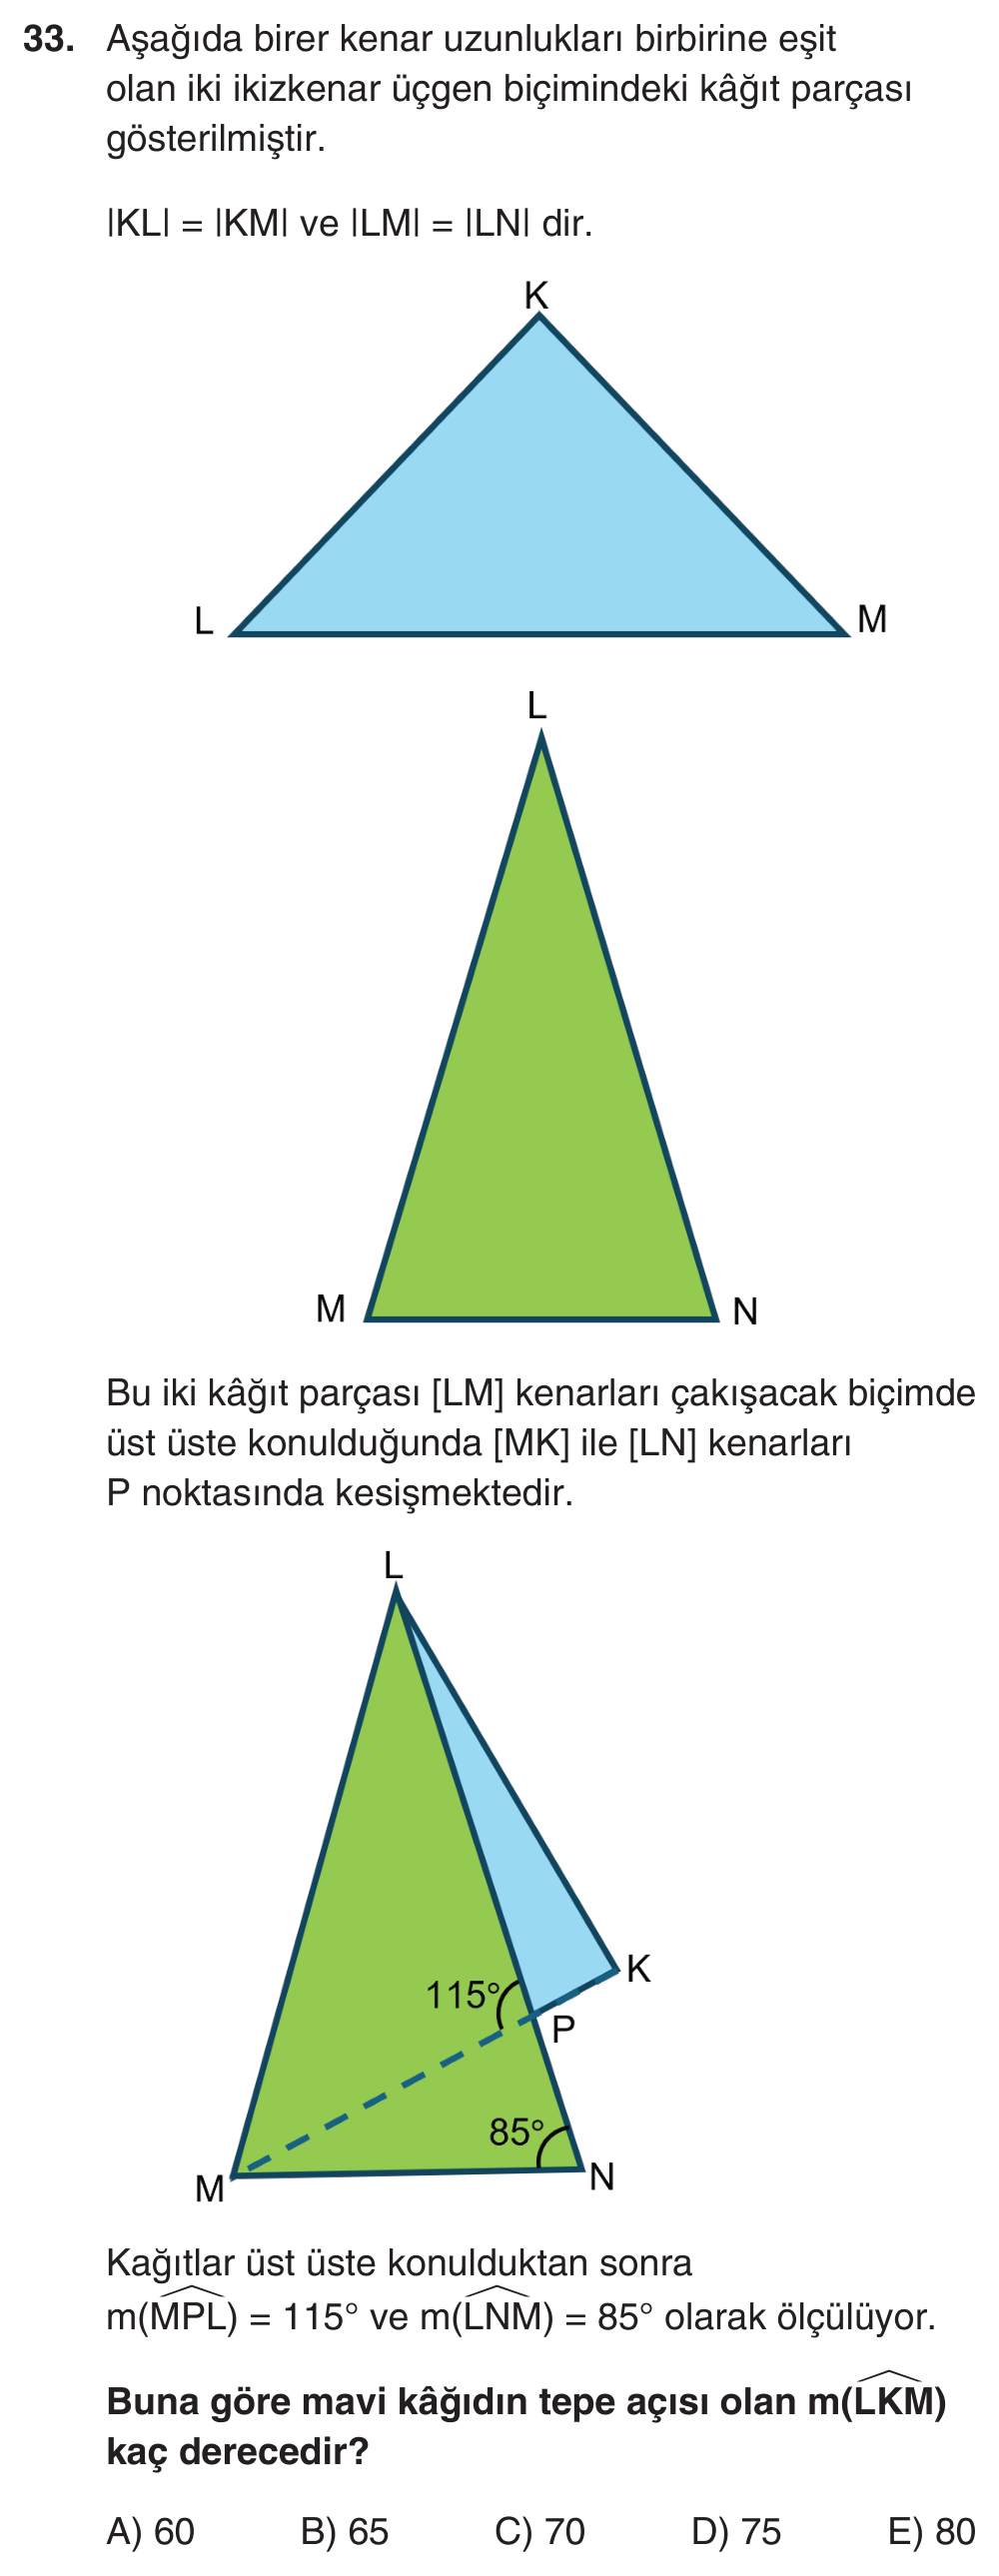 33. Aşağıda birer kenar uzunlukları birbirine eşit
olan iki ikizkenar üçgen biçimindeki kâğıt parçası
gösterilmiştir.
|KL| = |KM| ve |LM| = |LN| dir.
K
L
M
L
M
N
Bu iki kâğıt parçası [LM] kenarları çakışacak biçimde
üst üste konulduğunda [MK] ile [LN] kenarları
P noktasında kesişmektedir.
L
K
115°
P
85°
M
N
Kağıtlar üst üste konulduktan sonra
m(MPL) = 115° ve m(LNM) = 85° olarak ölçülüyor.
Buna göre mavi kâğıdın tepe açısı olan m(LKM)
kaç derecedir?
A) 60 B) 65 C) 70 D) 75 E) 80